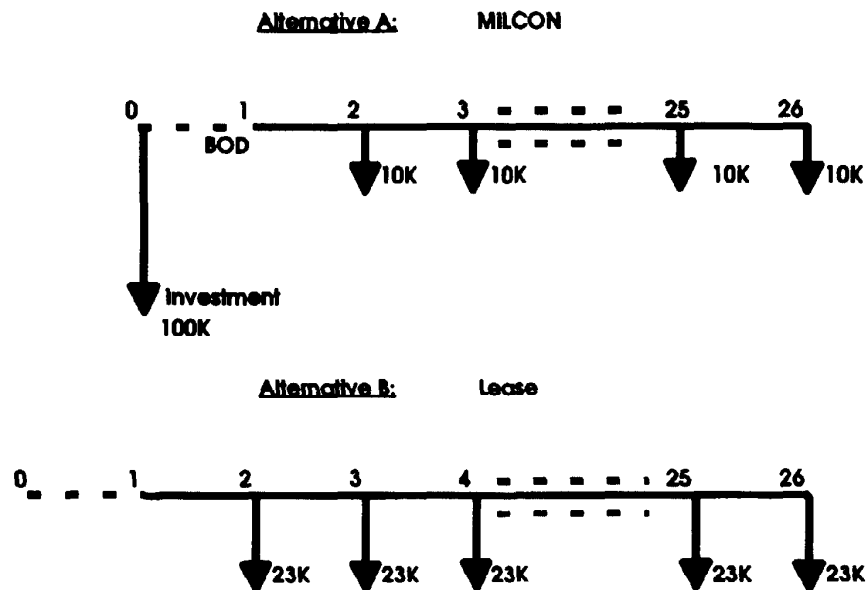 Alternative A: MILCON
0 1 2 3 25 26
BOD
10K 10K 10K 10K
Investment
100K
Alternative B: Lease
0 1 2 3 4 25 26
23K 23K 23K 23K 23K